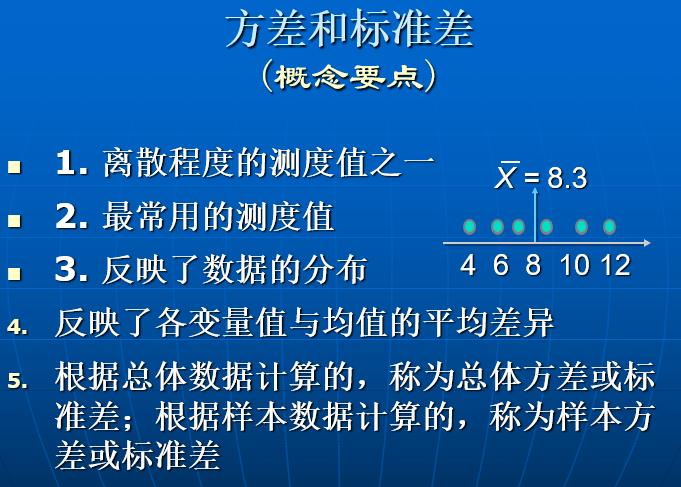 方差和标准差
(概念要点)
1. 离散程度的测度值之一
2. 最常用的测度值
3. 反映了数据的分布
4. 反映了各变量值与均值的平均差异
5. 根据总体数据计算的，称为总体方差或标
准差；根据样本数据计算的，称为样本方
差或标准差
X̅ = 8.3
4 6 8 10 12